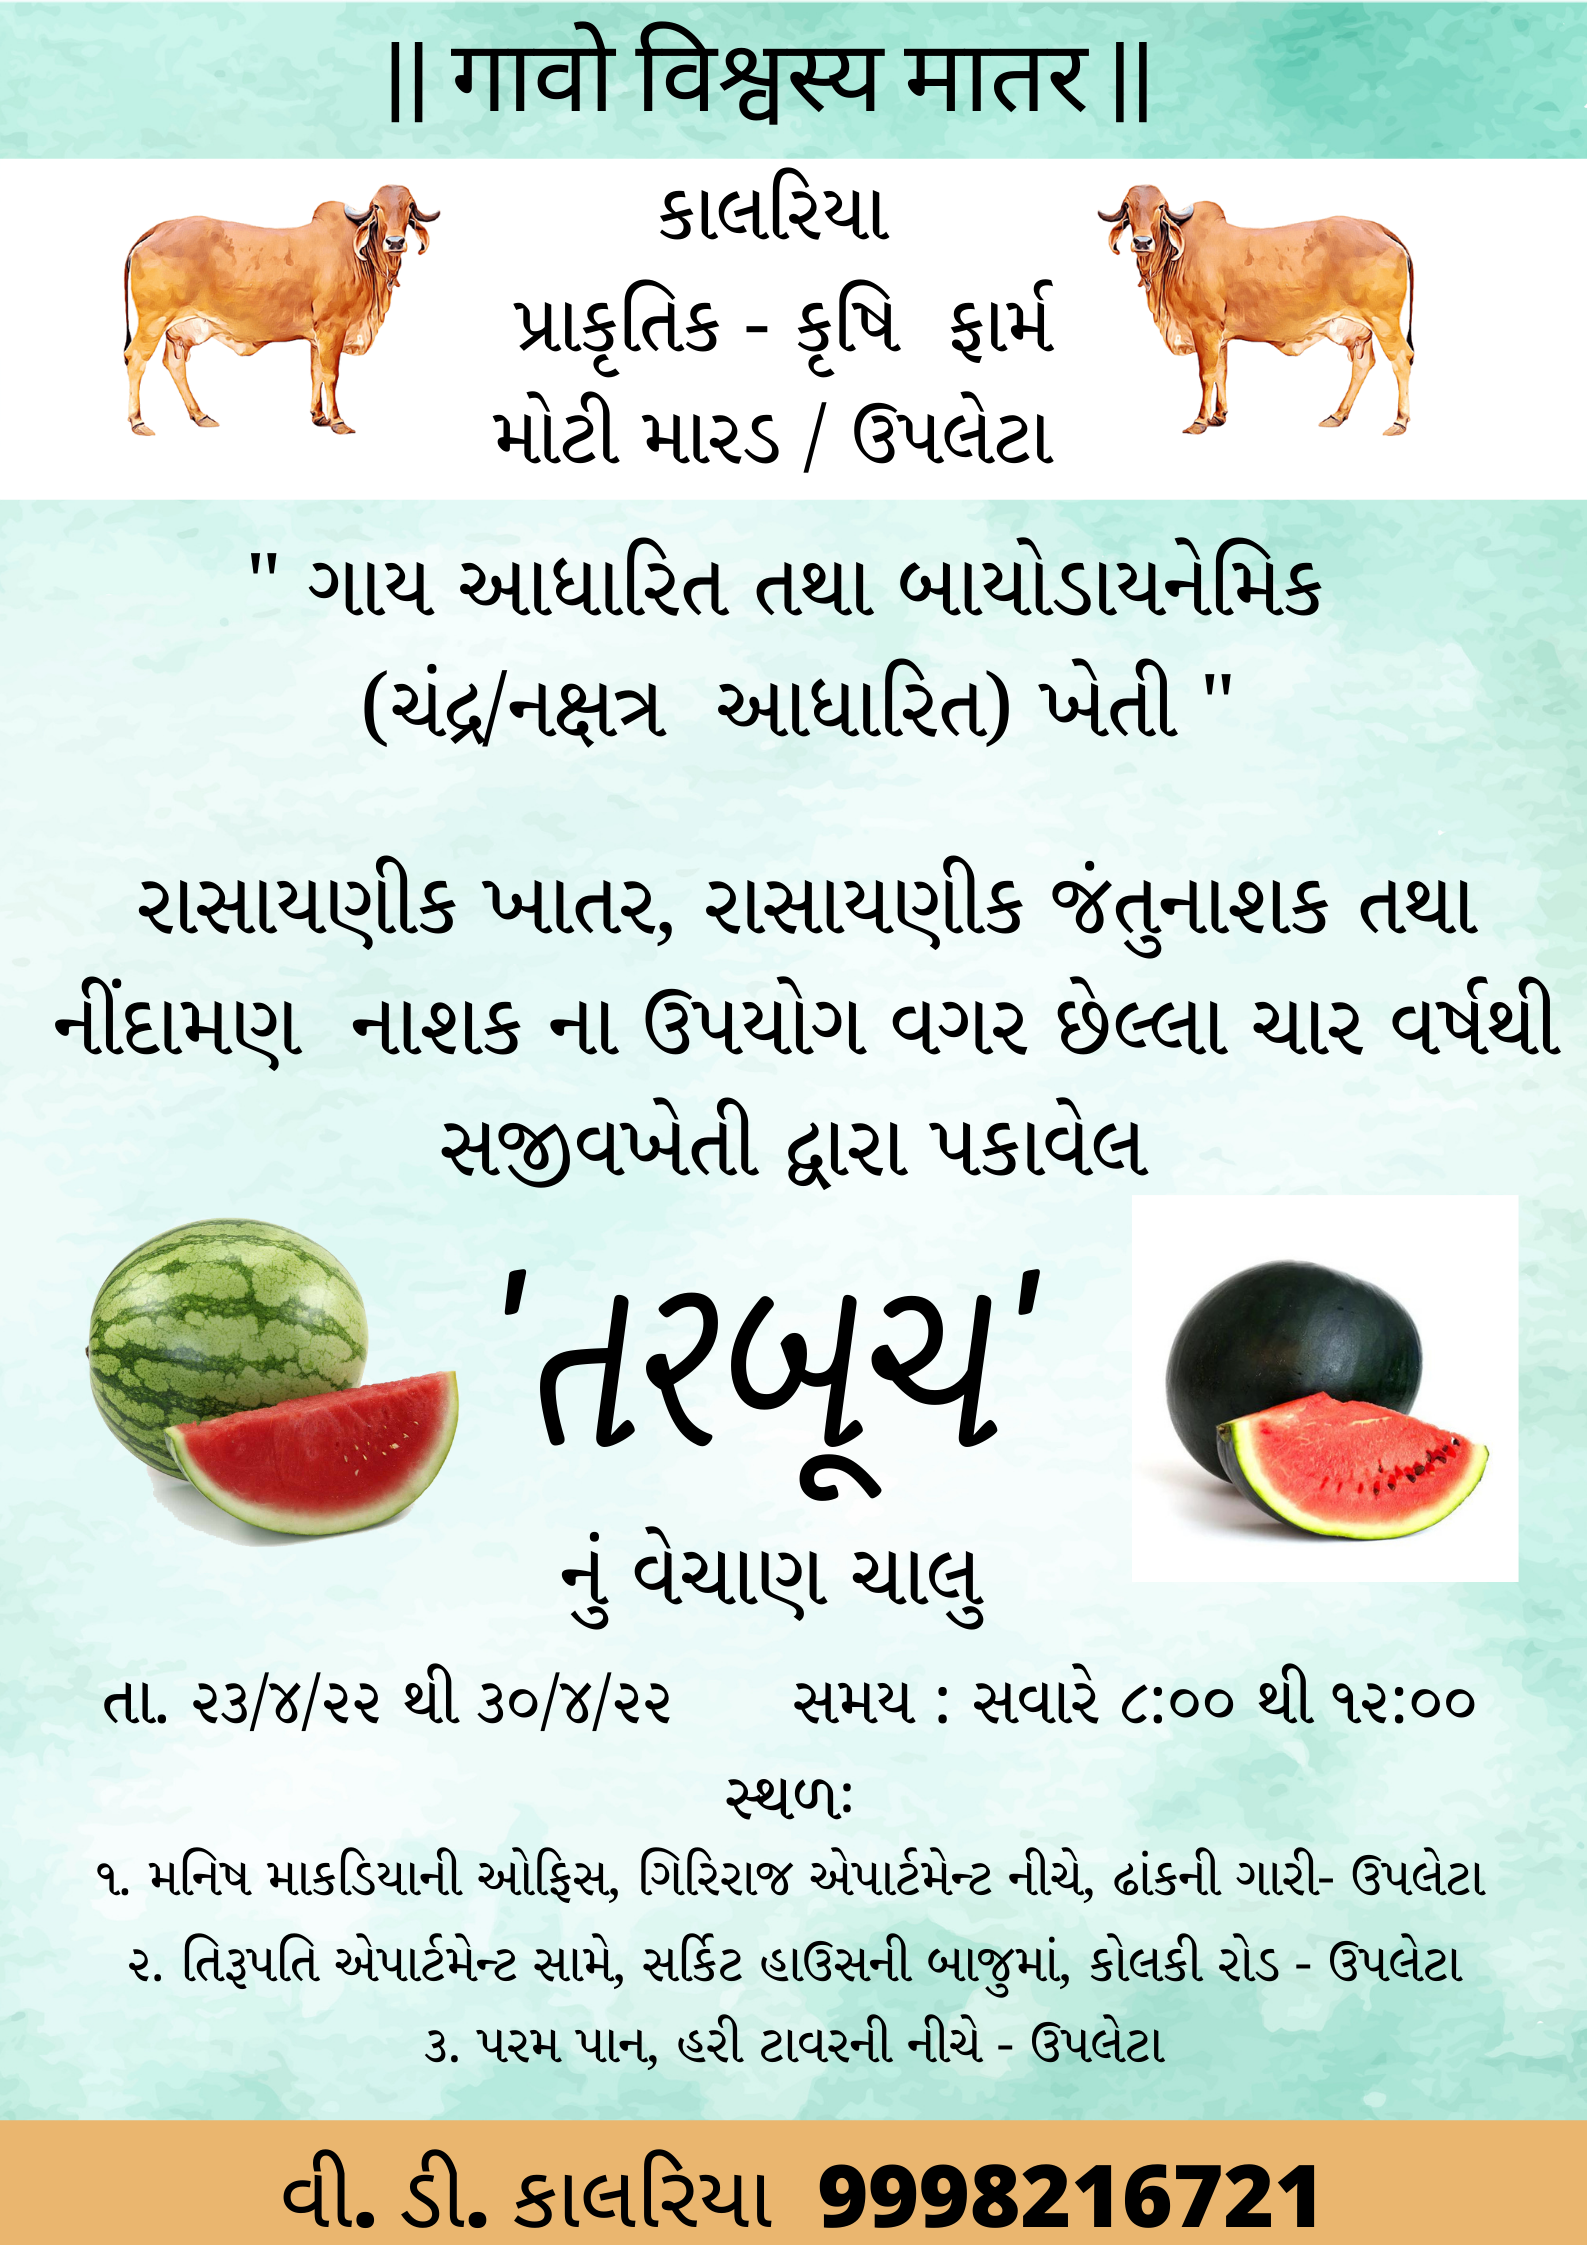 || गावो विश्वस्य मातर ||
કાલરિયા
પ્રાકૃતિક - કૃષિ ફાર્મ
મોટી મારડ / ઉપલેટા
" ગાય આધારિત તથા બાયોડાયનેમિક
(ચંદ્ર/નક્ષત્ર આધારિત) ખેતી "
રાસાયણીક ખાતર, રાસાયણીક જંતુનાશક તથા
નીંદામણ નાશક ના ઉપયોગ વગર છેલ્લા ચાર વર્ષથી
સજીવખેતી દ્વારા પકાવેલ
'તરબૂચ'
નું વેચાણ ચાલુ
તા. ૨૩/૪/૨૨ થી ૩૦/૪/૨૨ સમય : સવારે ૮:૦૦ થી ૧૨:૦૦
સ્થળઃ
૧. મનિષ માકડિયાની ઓફિસ, ગિરિરાજ એપાર્ટમેન્ટ નીચે, ઢાંકની ગારી- ઉપલેટા
૨. તિરૂપતિ એપાર્ટમેન્ટ સામે, સર્કિટ હાઉસની બાજુમાં, કોલકી રોડ - ઉપલેટા
૩. પરમ પાન, હરી ટાવરની નીચે - ઉપલેટા
વી. ડી. કાલરિયા 9998216721